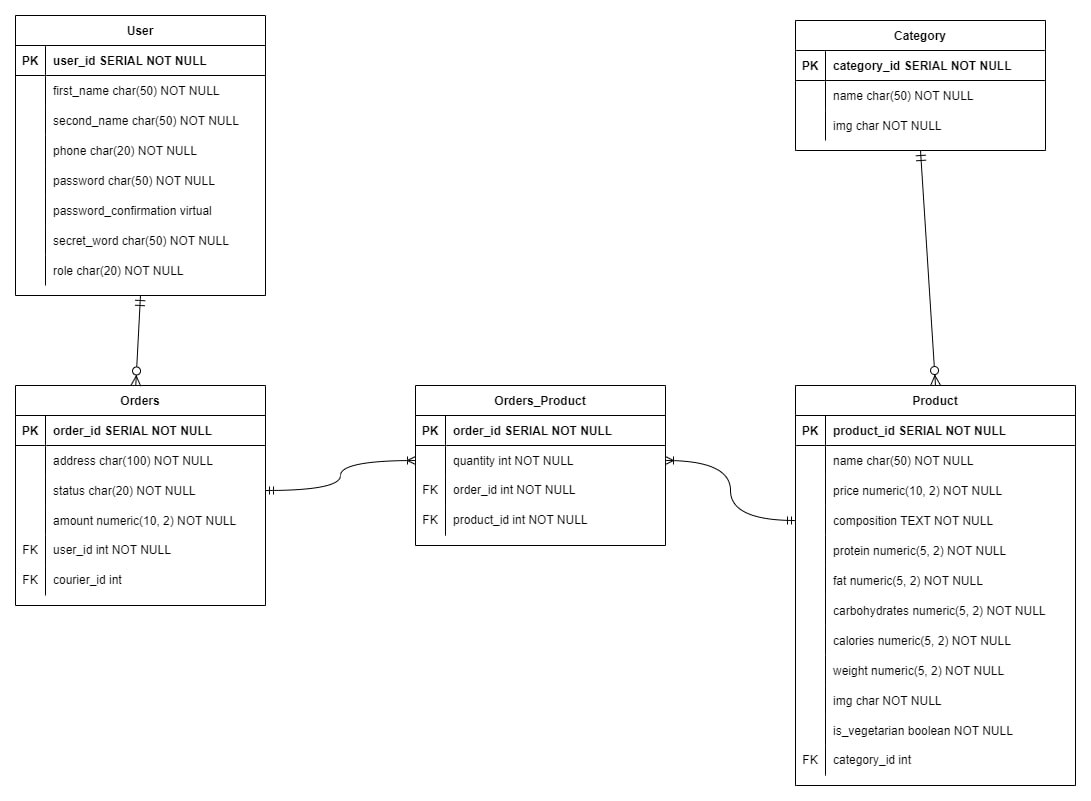 User
PK user_id SERIAL NOT NULL
first_name char(50) NOT NULL
second_name char(50) NOT NULL
phone char(20) NOT NULL
password char(50) NOT NULL
password_confirmation virtual
secret_word char(50) NOT NULL
role char(20) NOT NULL
Category
PK category_id SERIAL NOT NULL
name char(50) NOT NULL
img char NOT NULL
Orders
PK order_id SERIAL NOT NULL
address char(100) NOT NULL
status char(20) NOT NULL
amount numeric(10, 2) NOT NULL
FK user_id int NOT NULL
FK courier_id int
Orders_Product
PK order_id SERIAL NOT NULL
quantity int NOT NULL
FK order_id int NOT NULL
FK product_id int NOT NULL
Product
PK product_id SERIAL NOT NULL
name char(50) NOT NULL
price numeric(10, 2) NOT NULL
composition TEXT NOT NULL
protein numeric(5, 2) NOT NULL
fat numeric(5, 2) NOT NULL
carbohydrates numeric(5, 2) NOT NULL
calories numeric(5, 2) NOT NULL
weight numeric(5, 2) NOT NULL
img char NOT NULL
is_vegetarian boolean NOT NULL
FK category_id int